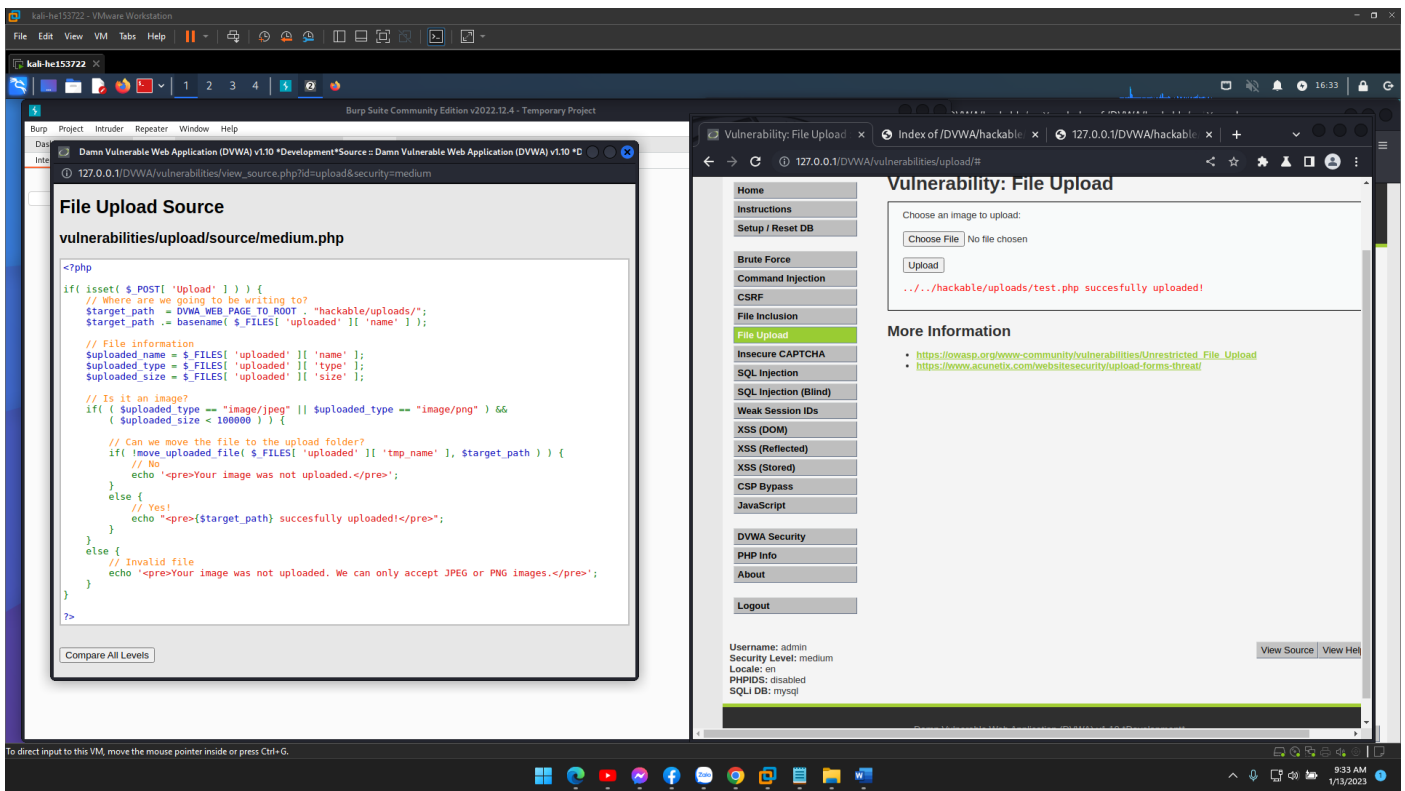 kali-he153722 - VMware Workstation
File Edit View VM Tabs Help
kali-he153722
1 2 3 4
16:33
Burp Suite Community Edition v2022.12.4 - Temporary Project
Burp Project Intruder Repeater Window Help
Das
Inte
Damn Vulnerable Web Application (DVWA) v1.10 *Development*Source :: Damn Vulnerable Web Application (DVWA) v1.10 *D
127.0.0.1/DVWA/vulnerabilities/view_source.php?id=upload&security=medium
File Upload Source
vulnerabilities/upload/source/medium.php
<?php
if( isset( $_POST[ 'Upload' ] ) ) {
// Where are we going to be writing to?
$target_path = DVWA_WEB_PAGE_TO_ROOT . "hackable/uploads/";
$target_path .= basename( $_FILES[ 'uploaded' ][ 'name' ] );
// File information
$uploaded_name = $_FILES[ 'uploaded' ][ 'name' ];
$uploaded_type = $_FILES[ 'uploaded' ][ 'type' ];
$uploaded_size = $_FILES[ 'uploaded' ][ 'size' ];
// Is it an image?
if( ( $uploaded_type == "image/jpeg" || $uploaded_type == "image/png" ) &&
( $uploaded_size < 100000 ) ) {
// Can we move the file to the upload folder?
if( !move_uploaded_file( $_FILES[ 'uploaded' ][ 'tmp_name' ], $target_path ) ) {
// No
echo '<pre>Your image was not uploaded.</pre>';
}
else {
// Yes!
echo "<pre>{$target_path} succesfully uploaded!</pre>";
}
}
else {
// Invalid file
echo '<pre>Your image was not uploaded. We can only accept JPEG or PNG images.</pre>';
}
}
?>
Compare All Levels
Vulnerability: File Upload
Index of /DVWA/hackable
127.0.0.1/DVWA/hackable
127.0.0.1/DVWA/vulnerabilities/upload/#
Home
Instructions
Setup / Reset DB
Brute Force
Command Injection
CSRF
File Inclusion
File Upload
Insecure CAPTCHA
SQL Injection
SQL Injection (Blind)
Weak Session IDs
XSS (DOM)
XSS (Reflected)
XSS (Stored)
CSP Bypass
JavaScript
DVWA Security
PHP Info
About
Logout
Vulnerability: File Upload
Choose an image to upload:
Choose File No file chosen
Upload
../../hackable/uploads/test.php succesfully uploaded!
More Information
https://owasp.org/www-community/vulnerabilities/Unrestricted_File_Upload
https://www.acunetix.com/websitesecurity/upload-forms-threat/
Username: admin
Security Level: medium
Locale: en
PHPIDS: disabled
SQLi DB: mysql
View Source View Hel
Damn Vulnerable Web Application (DVWA) v1.10 *Development*
To direct input to this VM, move the mouse pointer inside or press Ctrl+G.
Zalo
9:33 AM
1/13/2023